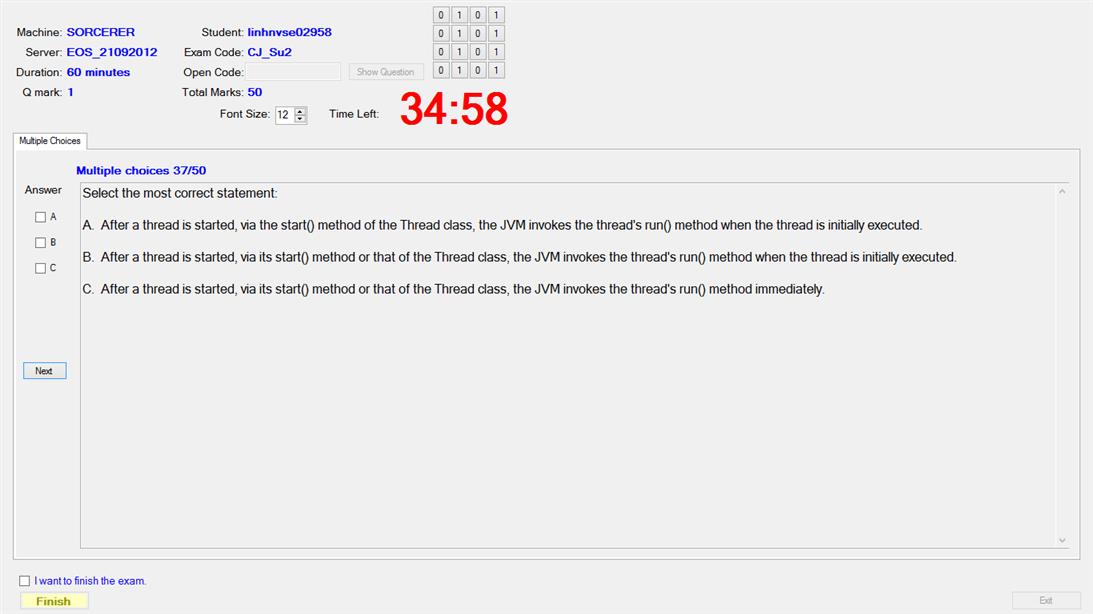 Machine: SORCERER Student: linhnvse02958
Server: EOS_21092012 Exam Code: CJ_Su2
Duration: 60 minutes Open Code: Show Question
Q mark: 1 Total Marks: 50
Font Size: 12 Time Left: 34:58
0 1 0 1
0 1 0 1
0 1 0 1
0 1 0 1
Multiple Choices
Multiple choices 37/50
Answer
A
B
C
Next
Select the most correct statement:
A. After a thread is started, via the start() method of the Thread class, the JVM invokes the thread's run() method when the thread is initially executed.
B. After a thread is started, via its start() method or that of the Thread class, the JVM invokes the thread's run() method when the thread is initially executed.
C. After a thread is started, via its start() method or that of the Thread class, the JVM invokes the thread's run() method immediately.
I want to finish the exam.
Finish
Exit